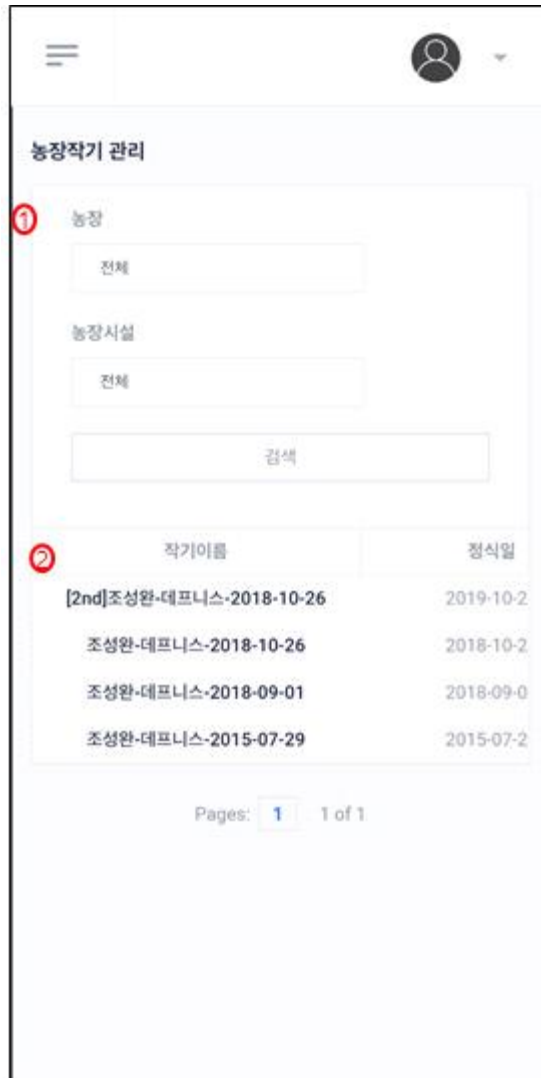 농장작기 관리
1
농장
전체
농장시설
전체
검색
2
작기이름 정식일
[2nd]조성완-데프니스-2018-10-26 2019-10-2
조성완-데프니스-2018-10-26 2018-10-2
조성완-데프니스-2018-09-01 2018-09-0
조성완-데프니스-2015-07-29 2015-07-2
Pages: 1 1 of 1